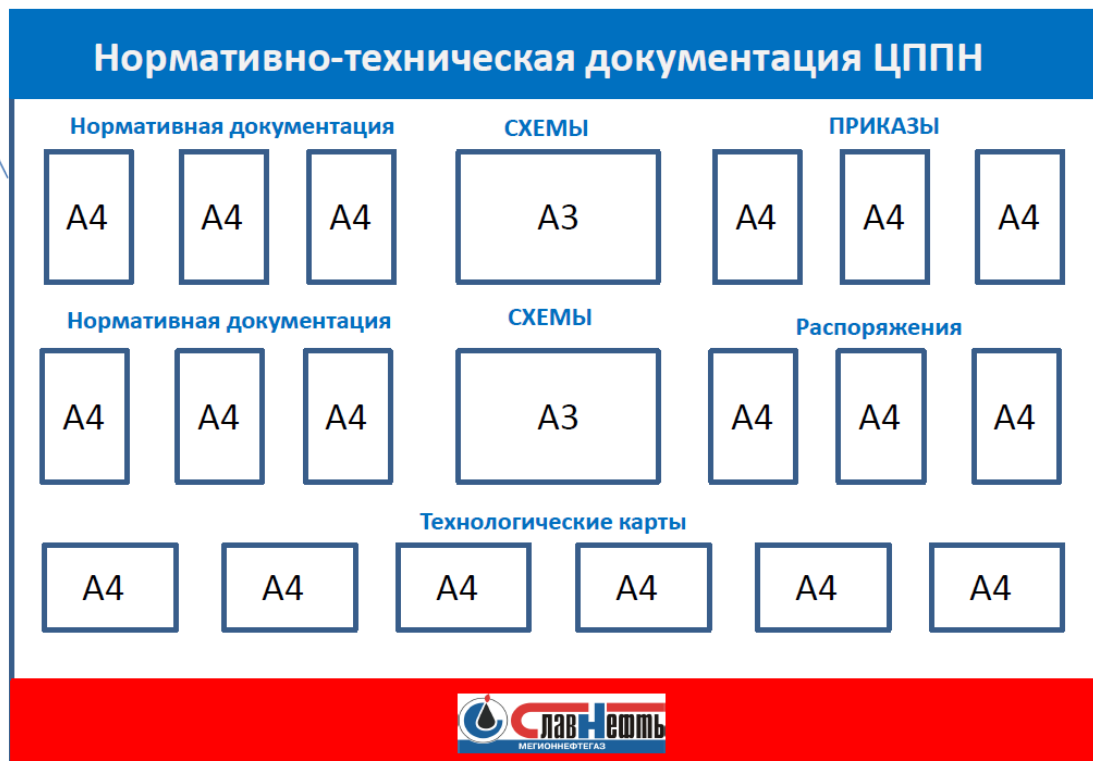 Нормативно-техническая документация ЦППН
Нормативная документация
СХЕМЫ
ПРИКАЗЫ
А4 А4 А4 А3 А4 А4 А4
Нормативная документация
СХЕМЫ
Распоряжения
А4 А4 А4 А3 А4 А4 А4
Технологические карты
А4 А4 А4 А4 А4 А4
СлавНефть
МЕГИОННЕФТЕГАЗ